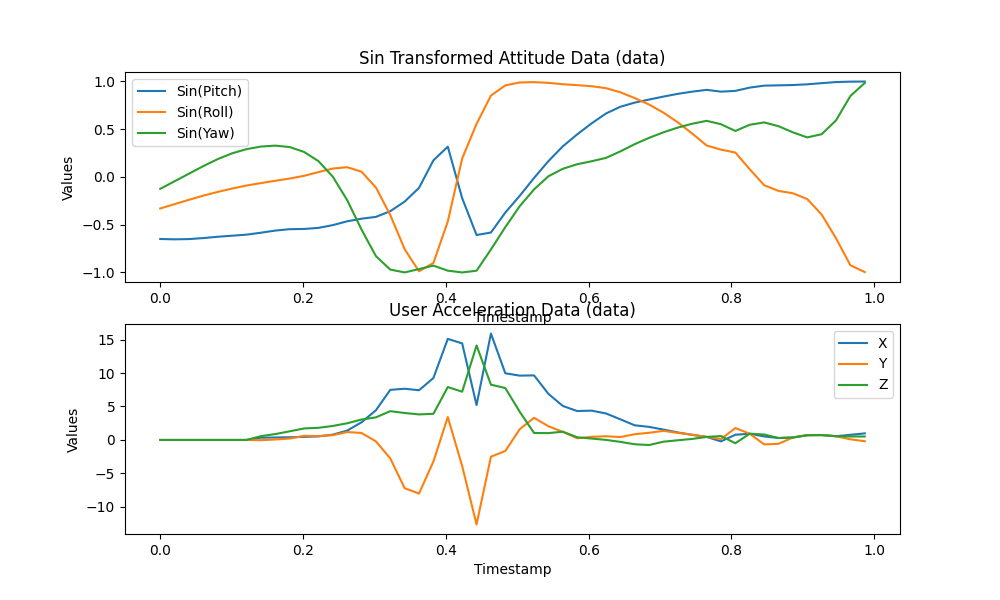 Sin Transformed Attitude Data (data)
Values
1.0
0.5
0.0
−0.5
−1.0
Sin(Pitch)
Sin(Roll)
Sin(Yaw)
0.0 0.2 0.4 0.6 0.8 1.0
Timestamp
User Acceleration Data (data)
Values
15
10
5
0
−5
−10
X
Y
Z
0.0 0.2 0.4 0.6 0.8 1.0
Timestamp